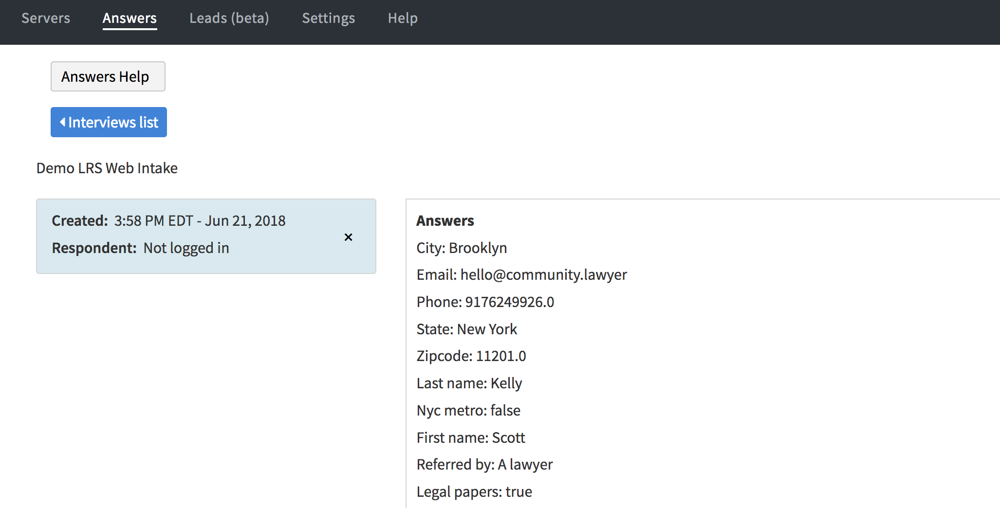 Servers Answers Leads (beta) Settings Help
Answers Help
Interviews list
Demo LRS Web Intake
Created: 3:58 PM EDT - Jun 21, 2018
Respondent: Not logged in
Answers
City: Brooklyn
Email: hello@community.lawyer
Phone: 9176249926.0
State: New York
Zipcode: 11201.0
Last name: Kelly
Nyc metro: false
First name: Scott
Referred by: A lawyer
Legal papers: true